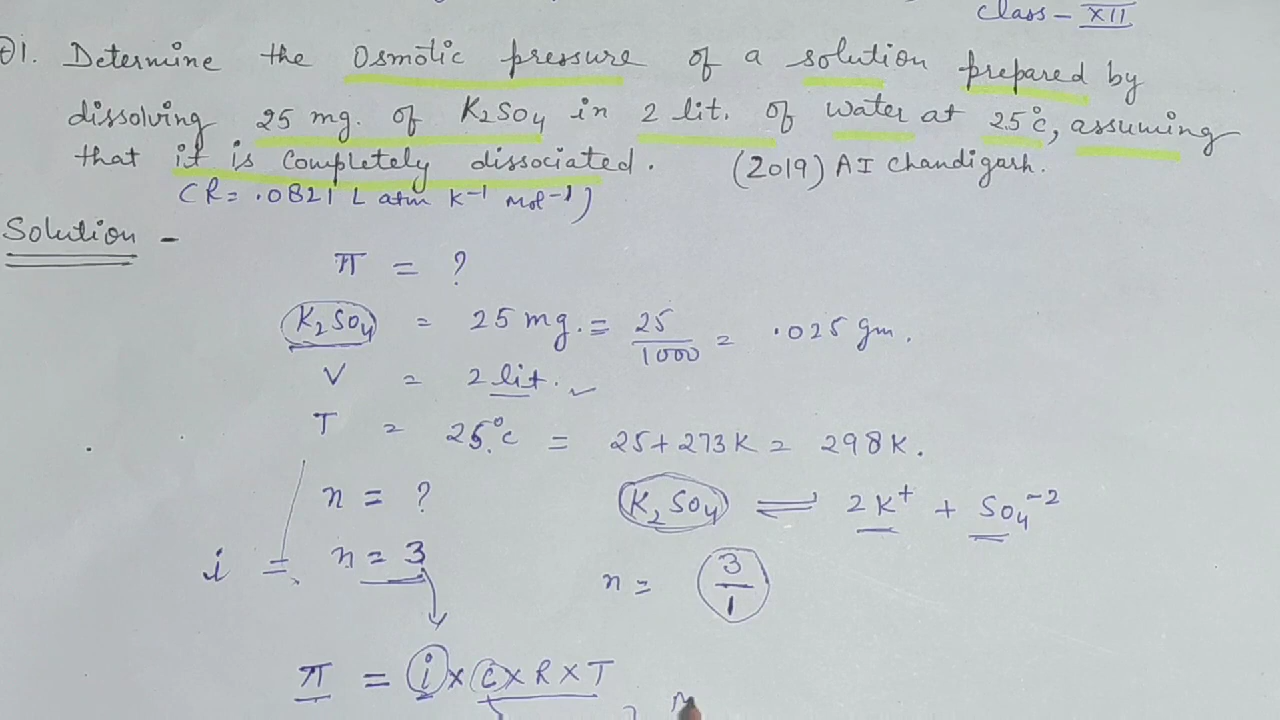 Class - XII
Q1. Determine the Osmotic pressure of a solution prepared by
dissolving 25 mg. of K₂SO₄ in 2 lit. of water at 25°C, assuming
that it is completely dissociated. (2019) AI Chandigarh.
(R = .0821 L atm K⁻¹ mol⁻¹)
Solution -
π = ?
K₂SO₄ = 25 mg. = 25/1000 = .025 gm.
V = 2 lit.
T = 25°C = 25+273K = 298K.
n = ?
K₂SO₄ ⇌ 2K⁺ + SO₄⁻²
i = n = 3
n = 3/1
π = i × C × R × T